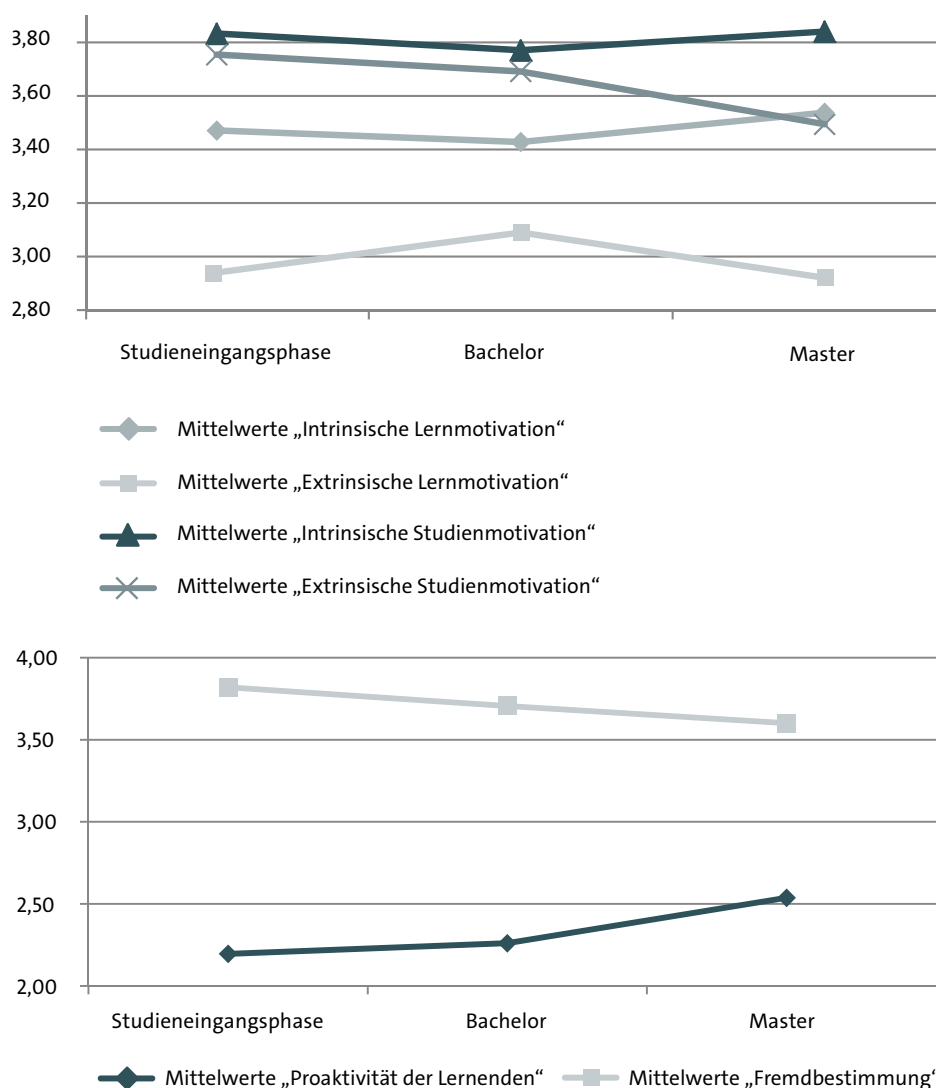 3,80
3,60
3,40
3,20
3,00
2,80
Studieneingangsphase Bachelor Master
Mittelwerte „Intrinsische Lernmotivation“
Mittelwerte „Extrinsische Lernmotivation“
Mittelwerte „Intrinsische Studienmotivation“
Mittelwerte „Extrinsische Studienmotivation“
4,00
3,50
3,00
2,50
2,00
Studieneingangsphase Bachelor Master
Mittelwerte „Proaktivität der Lernenden“ Mittelwerte „Fremdbestimmung“